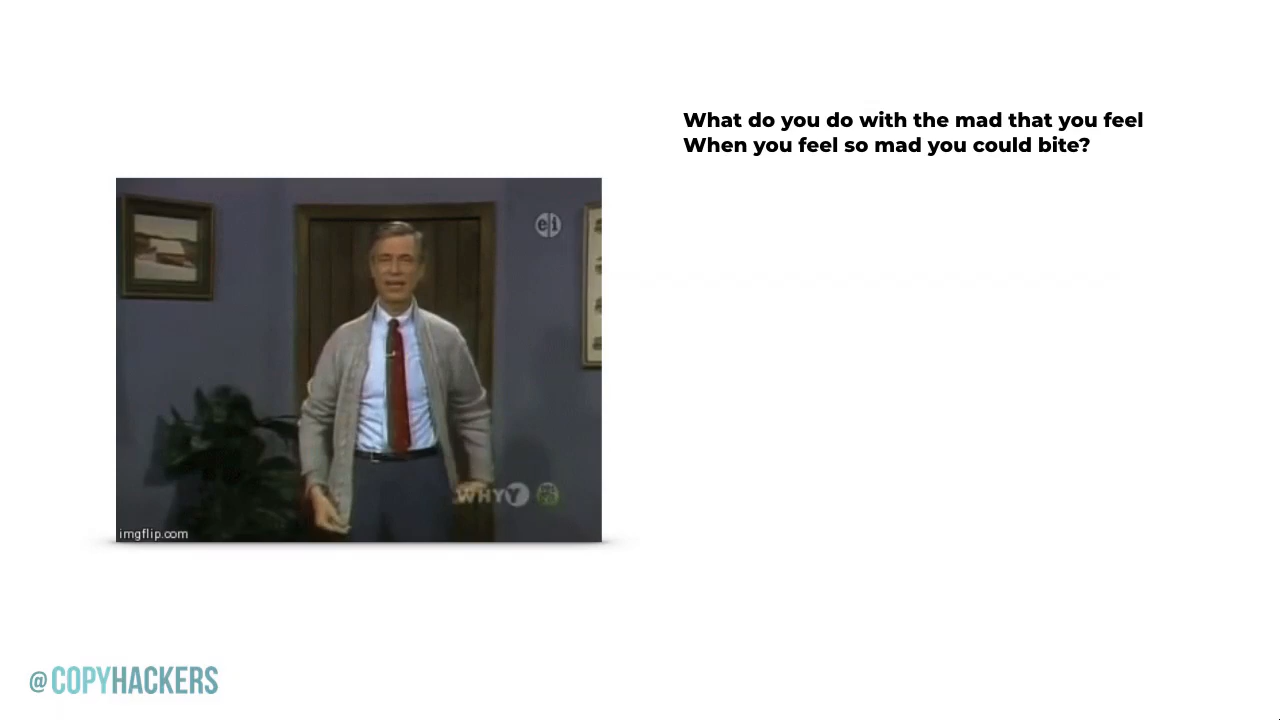 What do you do with the mad that you feel
When you feel so mad you could bite?
e/i
WHYY
imgflip.com
@COPYHACKERS